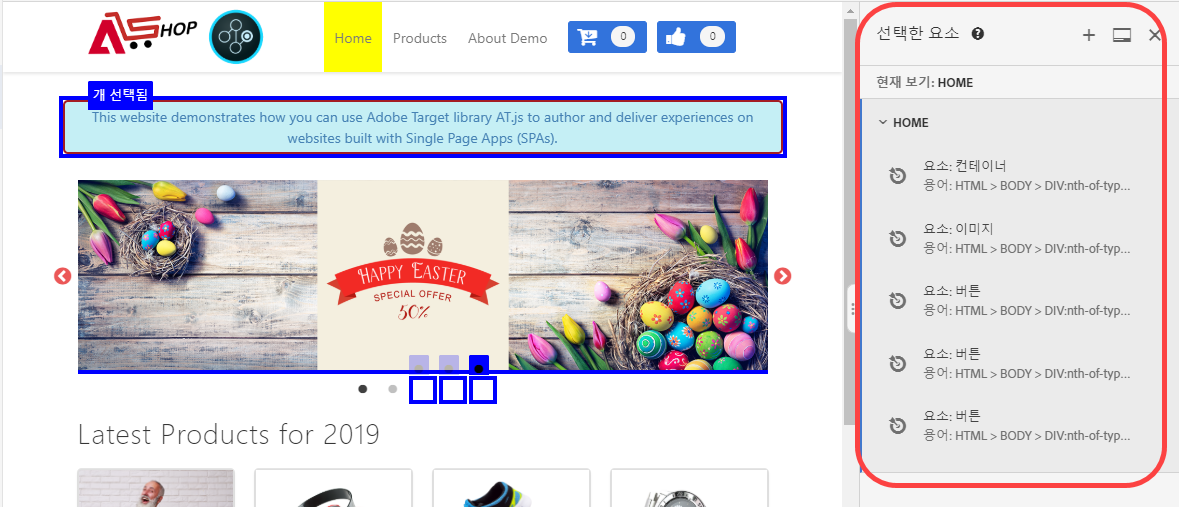 ASHOP
Home
Products
About Demo
0
0
개 선택됨
This website demonstrates how you can use Adobe Target library AT.js to author and deliver experiences on
websites built with Single Page Apps (SPAs).
HAPPY EASTER
SPECIAL OFFER
50%
Latest Products for 2019
선택한 요소
현재 보기: HOME
HOME
요소: 컨테이너
용어: HTML > BODY > DIV:nth-of-typ...
요소: 이미지
용어: HTML > BODY > DIV:nth-of-typ...
요소: 버튼
용어: HTML > BODY > DIV:nth-of-typ...
요소: 버튼
용어: HTML > BODY > DIV:nth-of-typ...
요소: 버튼
용어: HTML > BODY > DIV:nth-of-typ...